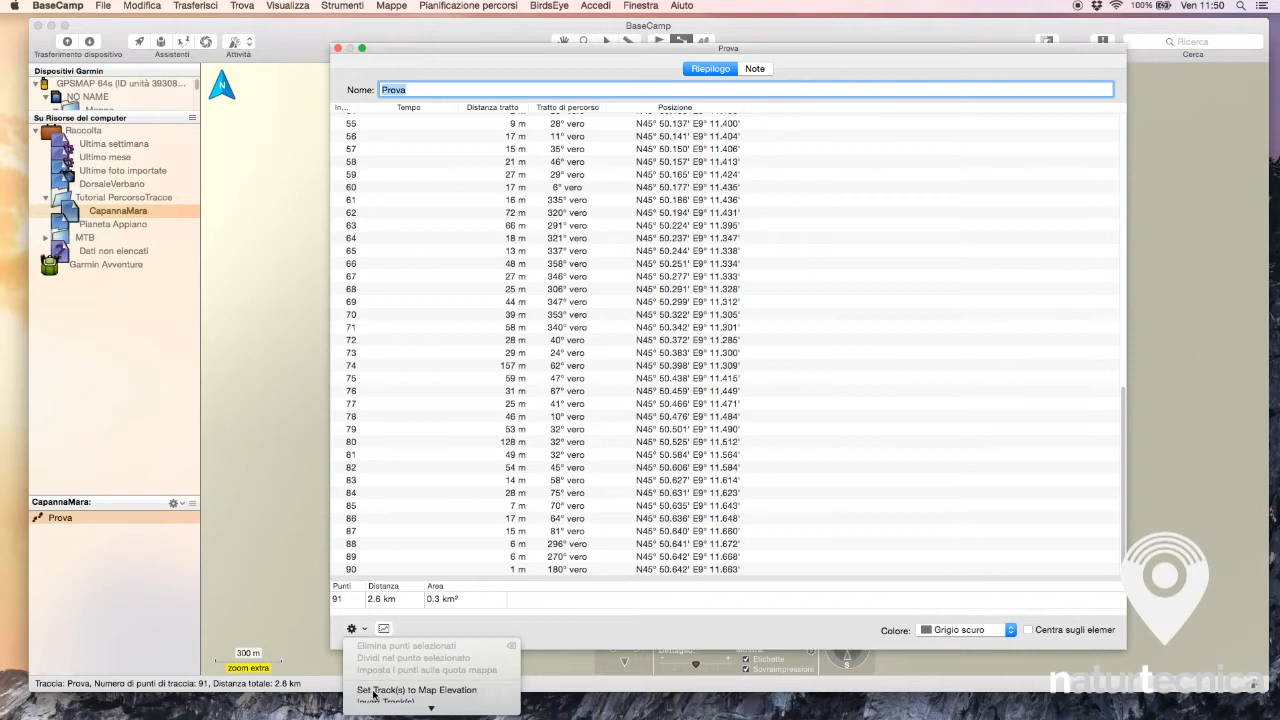 BaseCamp File Modifica Trasferisci Trova Visualizza Strumenti Mappe Pianificazione percorsi BirdsEye Accedi Finestra Aiuto 100% Ven 11:50
BaseCamp
Trasferimento dispositivo Assistenti Attività
Ricerca
Cerca
Dispositivi Garmin
GPSMAP 64s (ID unità 39308...
NO NAME
Su Risorse del computer
Raccolta
Ultima settimana
Ultimo mese
Ultime foto importate
DorsaleVerbano
Tutorial PercorsoTracce
CapannaMara
Pianeta Appiano
MTB
Dati non elencati
Garmin Avventure
CapannaMara:
Prova
N
300 m
zoom extra
Traccia: Prova, Numero di punti di traccia: 91, Distanza totale: 2.6 km
Prova
Riepilogo Note
Nome: Prova
In... Tempo Distanza tratto Tratto di percorso Posizione
55 9 m 28° vero N45° 50.137' E9° 11.400'
56 17 m 11° vero N45° 50.141' E9° 11.404'
57 15 m 35° vero N45° 50.150' E9° 11.406'
58 21 m 46° vero N45° 50.157' E9° 11.413'
59 27 m 29° vero N45° 50.165' E9° 11.424'
60 17 m 6° vero N45° 50.177' E9° 11.435'
61 16 m 335° vero N45° 50.186' E9° 11.436'
62 72 m 320° vero N45° 50.194' E9° 11.431'
63 66 m 291° vero N45° 50.224' E9° 11.395'
64 18 m 321° vero N45° 50.237' E9° 11.347'
65 13 m 337° vero N45° 50.244' E9° 11.338'
66 48 m 358° vero N45° 50.251' E9° 11.334'
67 27 m 346° vero N45° 50.277' E9° 11.333'
68 25 m 306° vero N45° 50.291' E9° 11.328'
69 44 m 347° vero N45° 50.299' E9° 11.312'
70 39 m 353° vero N45° 50.322' E9° 11.305'
71 58 m 340° vero N45° 50.342' E9° 11.301'
72 28 m 40° vero N45° 50.372' E9° 11.285'
73 29 m 24° vero N45° 50.383' E9° 11.300'
74 157 m 62° vero N45° 50.398' E9° 11.309'
75 59 m 47° vero N45° 50.438' E9° 11.415'
76 31 m 67° vero N45° 50.459' E9° 11.449'
77 25 m 41° vero N45° 50.466' E9° 11.471'
78 46 m 10° vero N45° 50.476' E9° 11.484'
79 53 m 32° vero N45° 50.501' E9° 11.490'
80 128 m 32° vero N45° 50.525' E9° 11.512'
81 49 m 32° vero N45° 50.584' E9° 11.564'
82 54 m 45° vero N45° 50.606' E9° 11.584'
83 14 m 58° vero N45° 50.627' E9° 11.614'
84 28 m 75° vero N45° 50.631' E9° 11.623'
85 7 m 70° vero N45° 50.635' E9° 11.643'
86 17 m 64° vero N45° 50.636' E9° 11.648'
87 15 m 81° vero N45° 50.640' E9° 11.660'
88 6 m 296° vero N45° 50.641' E9° 11.672'
89 6 m 270° vero N45° 50.642' E9° 11.668'
90 1 m 180° vero N45° 50.642' E9° 11.663'
Punti Distanza Area
91 2.6 km 0.3 km²
Colore: Grigio scuro Centra sugli elemer
Elimina punti selezionati
Dividi nel punto selezionato
Imposta i punti sulla quota mappe
Set Track(s) to Map Elevation
Invert Track(s)
Dettaglio:
Etichette
Sovraimpressioni
S
naturtecnica